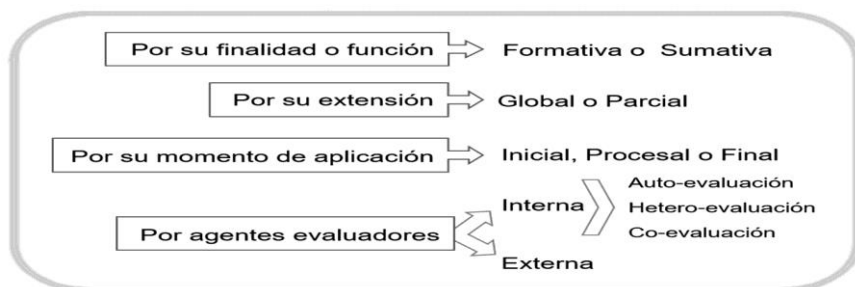 Por su finalidad o función
Formativa o Sumativa
Por su extensión
Global o Parcial
Por su momento de aplicación
Inicial, Procesal o Final
Por agentes evaluadores
Interna
Auto-evaluación
Hetero-evaluación
Co-evaluación
Externa